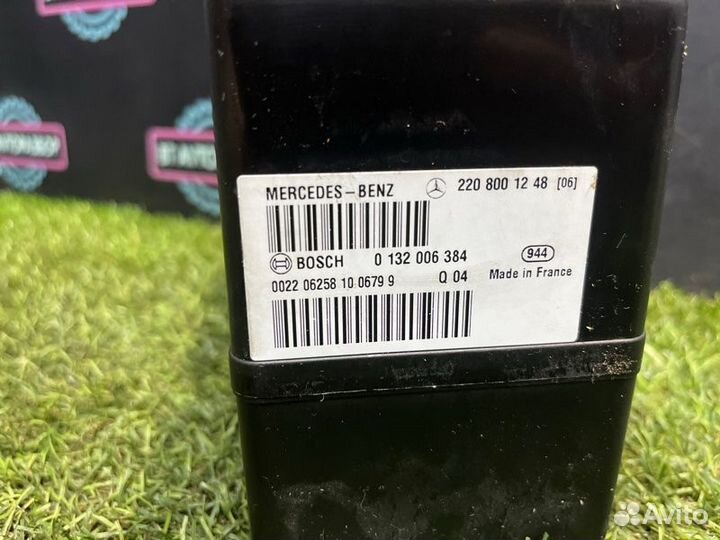 MERCEDES-BENZ 220 800 12 48 [06]
BOSCH 0 132 006 384 944
0022 06258 10 0679 9 Q 04 Made in France
Avito